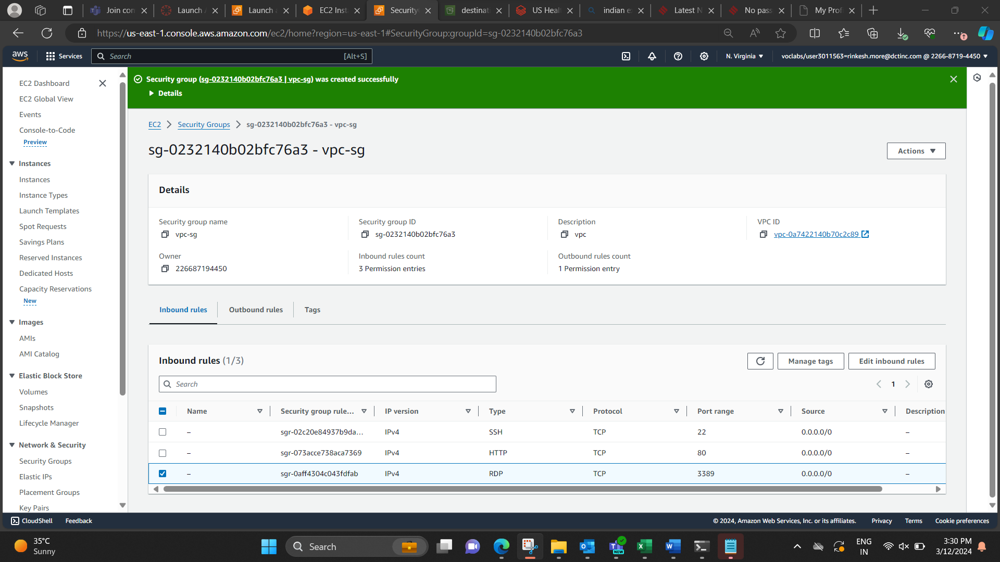 Join con
Launch
Launch
EC2 Inst
Security
destinat
US Heal
indian e
Latest N
No pass
My Prof
https://us-east-1.console.aws.amazon.com/ec2/home?region=us-east-1#SecurityGroup:groupId=sg-0232140b02bfc76a3
aws
Services
Search
[Alt+S]
N. Virginia
voclabs/user3011563=rinkesh.more@dctinc.com @ 2266-8719-4450
EC2 Dashboard
EC2 Global View
Events
Console-to-Code
Preview
Instances
Instances
Instance Types
Launch Templates
Spot Requests
Savings Plans
Reserved Instances
Dedicated Hosts
Capacity Reservations
New
Images
AMIs
AMI Catalog
Elastic Block Store
Volumes
Snapshots
Lifecycle Manager
Network & Security
Security Groups
Elastic IPs
Placement Groups
Key Pairs
Security group (sg-0232140b02bfc76a3 | vpc-sg) was created successfully
Details
EC2 Security Groups sg-0232140b02bfc76a3 - vpc-sg
sg-0232140b02bfc76a3 - vpc-sg
Actions
Details
Security group name
vpc-sg
Security group ID
sg-0232140b02bfc76a3
Description
vpc
VPC ID
vpc-0a7422140b70c2c89
Owner
226687194450
Inbound rules count
3 Permission entries
Outbound rules count
1 Permission entry
Inbound rules
Outbound rules
Tags
Inbound rules (1/3)
Manage tags
Edit inbound rules
Search
1
Name Security group rule... IP version Type Protocol Port range Source Description
– sgr-02c20e84937b9da... IPv4 SSH TCP 22 0.0.0.0/0 –
– sgr-073acce738aca7369 IPv4 HTTP TCP 80 0.0.0.0/0 –
– sgr-0aff4304c043fdfab IPv4 RDP TCP 3389 0.0.0.0/0 –
CloudShell
Feedback
© 2024, Amazon Web Services, Inc. or its affiliates.
Privacy
Terms
Cookie preferences
35°C
Sunny
Search
NEW
ENG
IN
3:30 PM
3/12/2024